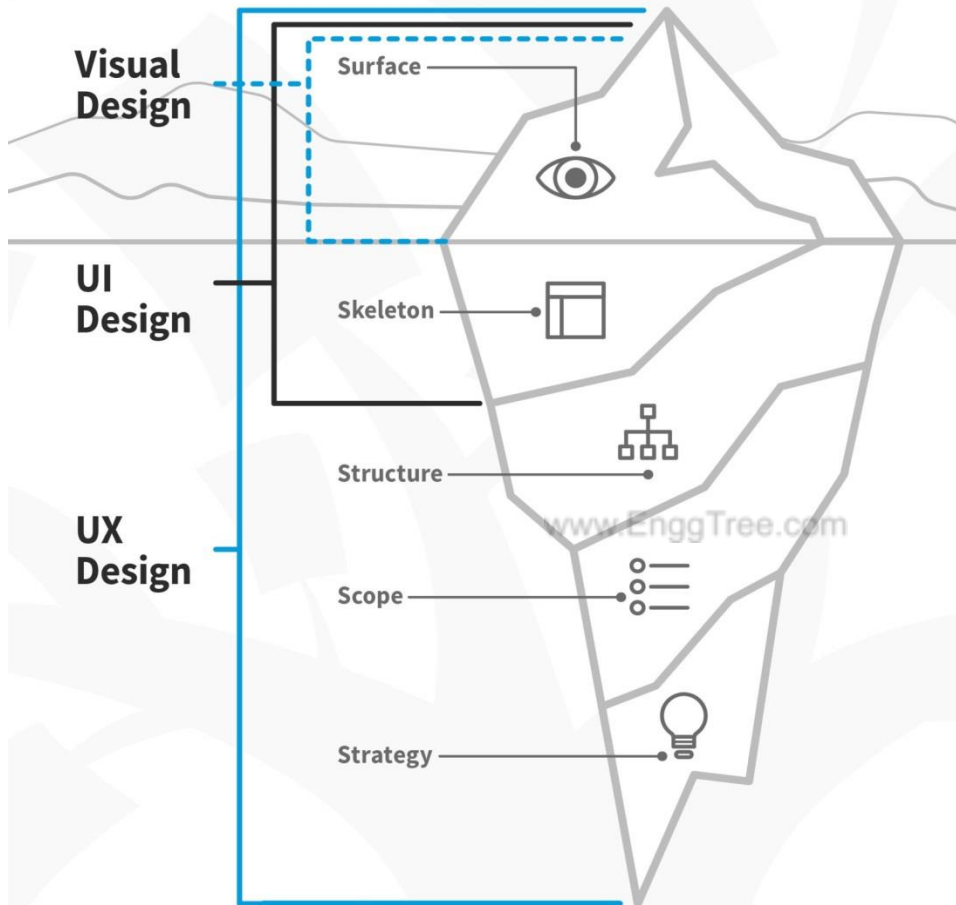 Visual
Design
Surface
UI
Design
Skeleton
Structure
www.EnggTree.com
UX
Design
Scope
Strategy